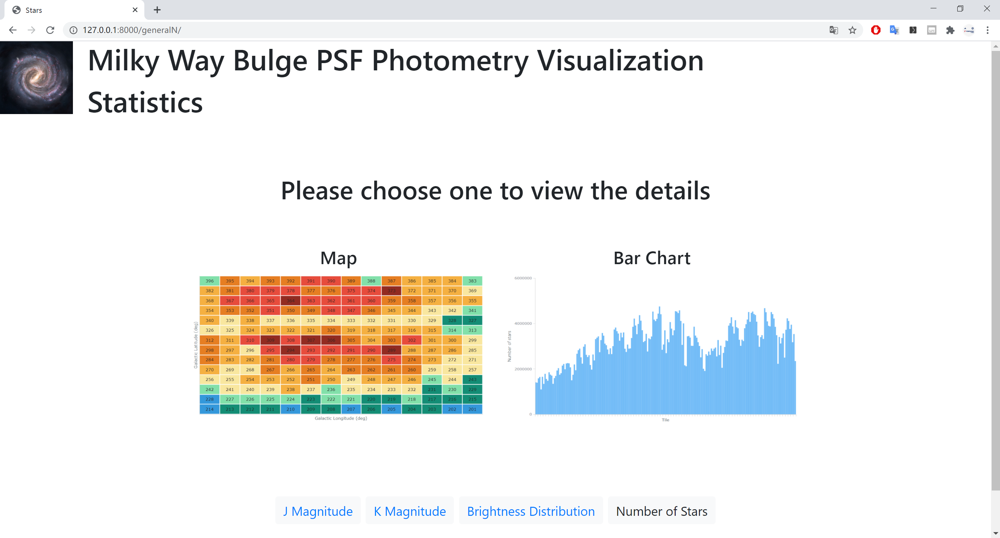 Stars
127.0.0.1:8000/generalN/
Milky Way Bulge PSF Photometry Visualization
Statistics
Please choose one to view the details
Map
396 395 394 393 392 391 390 389 388 387 386 385 384 383
382 381 380 379 378 377 376 375 374 373 372 371 370 369
368 367 366 365 364 363 362 361 360 359 358 357 356 355
354 353 352 351 350 349 348 347 346 345 344 343 342 341
340 339 338 337 336 335 334 333 332 331 330 329 328 327
326 325 324 323 322 321 320 319 318 317 316 315 314 313
312 311 310 309 308 307 306 305 304 303 302 301 300 299
298 297 296 295 294 293 292 291 290 289 288 287 286 285
284 283 282 281 280 279 278 277 276 275 274 273 272 271
270 269 268 267 266 265 264 263 262 261 260 259 258 257
256 255 254 253 252 251 250 249 248 247 246 245 244 243
242 241 240 239 238 237 236 235 234 233 232 231 230 229
228 227 226 225 224 223 222 221 220 219 218 217 216 215
214 213 212 211 210 209 208 207 206 205 204 203 202 201
Galactic Latitude (deg)
Galactic Longitude (deg)
Bar Chart
6000000
4000000
2000000
0
Number of stars
Tile
J Magnitude
K Magnitude
Brightness Distribution
Number of Stars